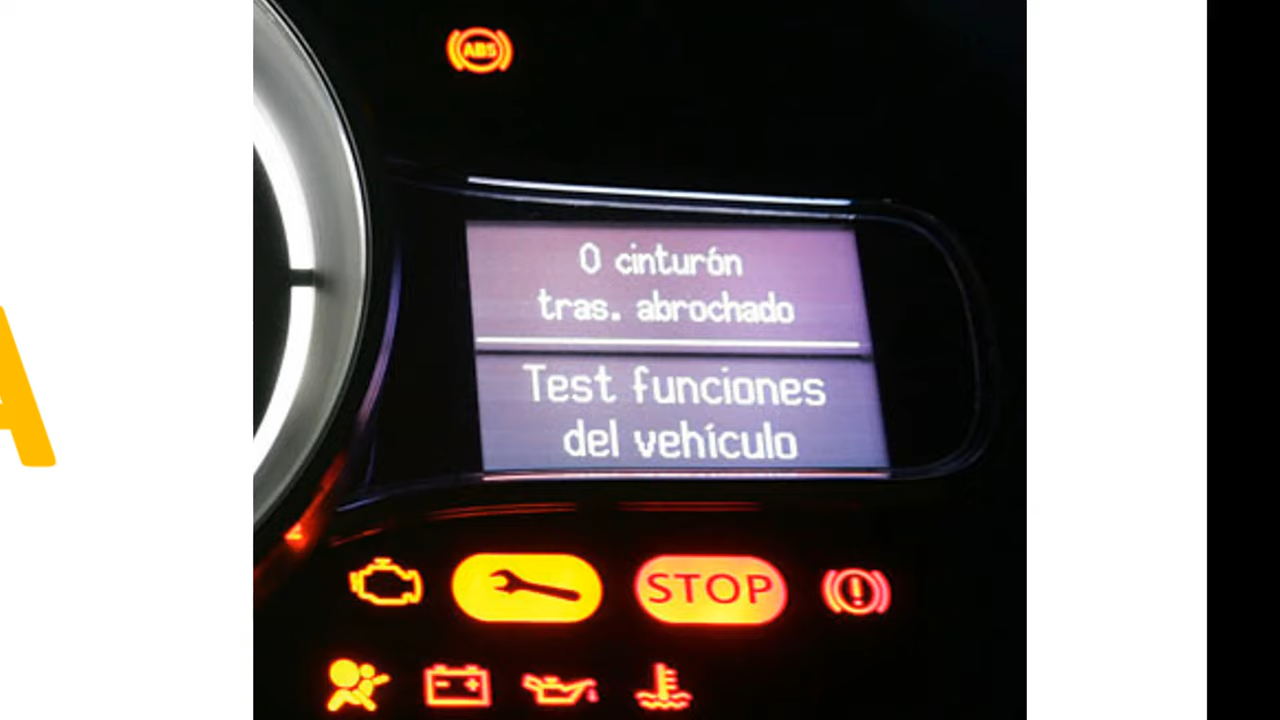 A
ABS
0 cinturón
tras. abrochado
Test funciones
del vehículo
STOP